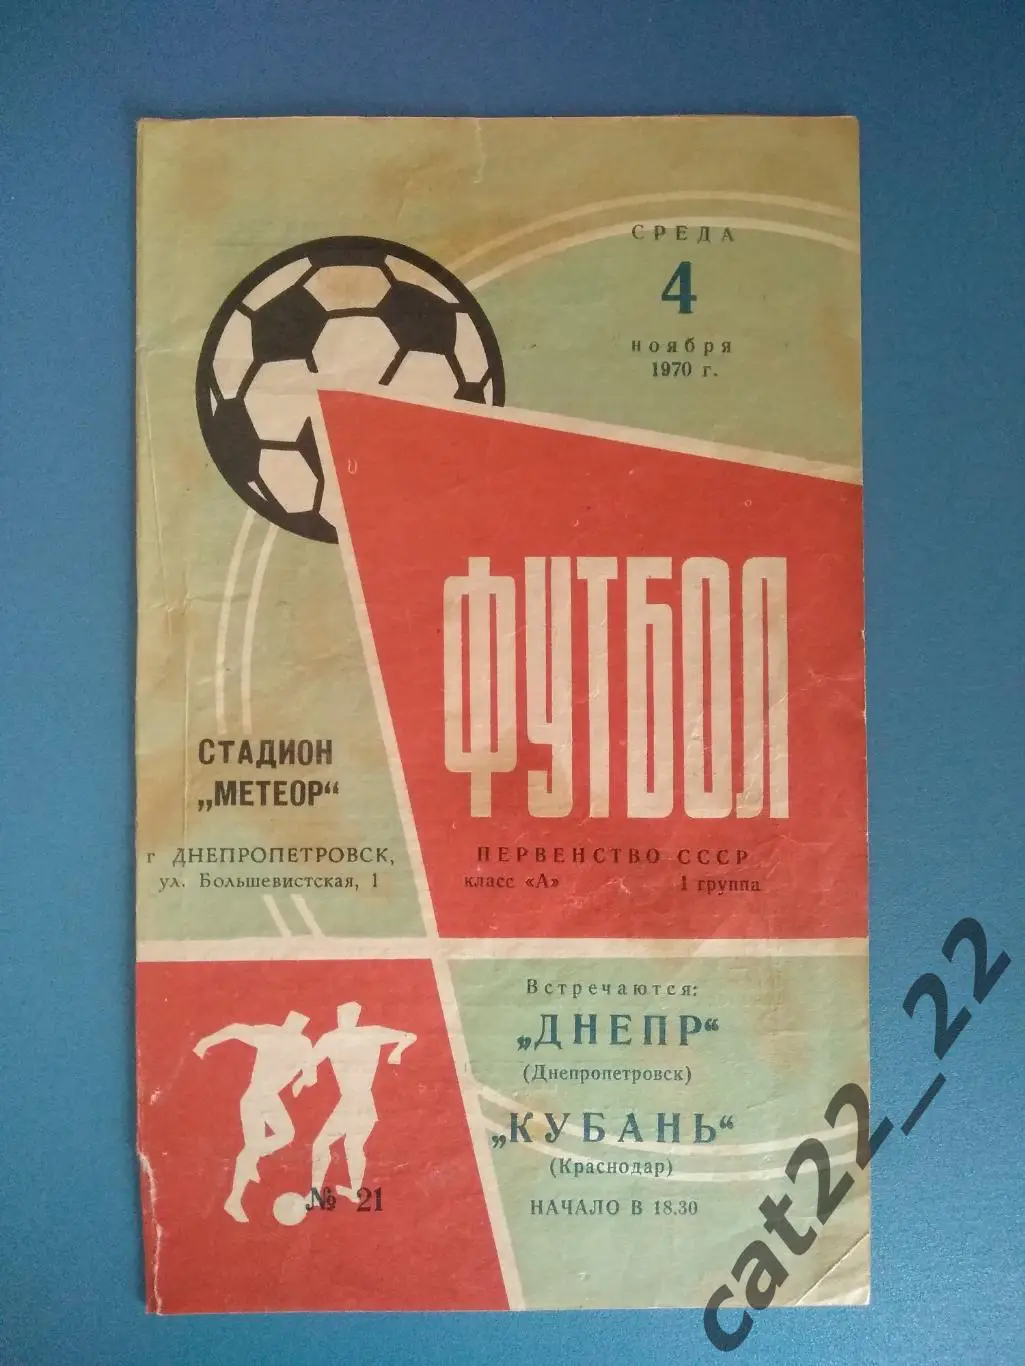 СРЕДА
4
ноября
1970 г.
ФУТБОЛ
СТАДИОН
„МЕТЕОР“
г ДНЕПРОПЕТРОВСК,
ул. Большевистская, 1
ПЕРВЕНСТВО СССР
класс «А» 1 группа
Встречаются:
„ДНЕПР“
(Днепропетровск)
„КУБАНЬ“
(Краснодар)
НАЧАЛО В 18.30
№ 21
cat22_22